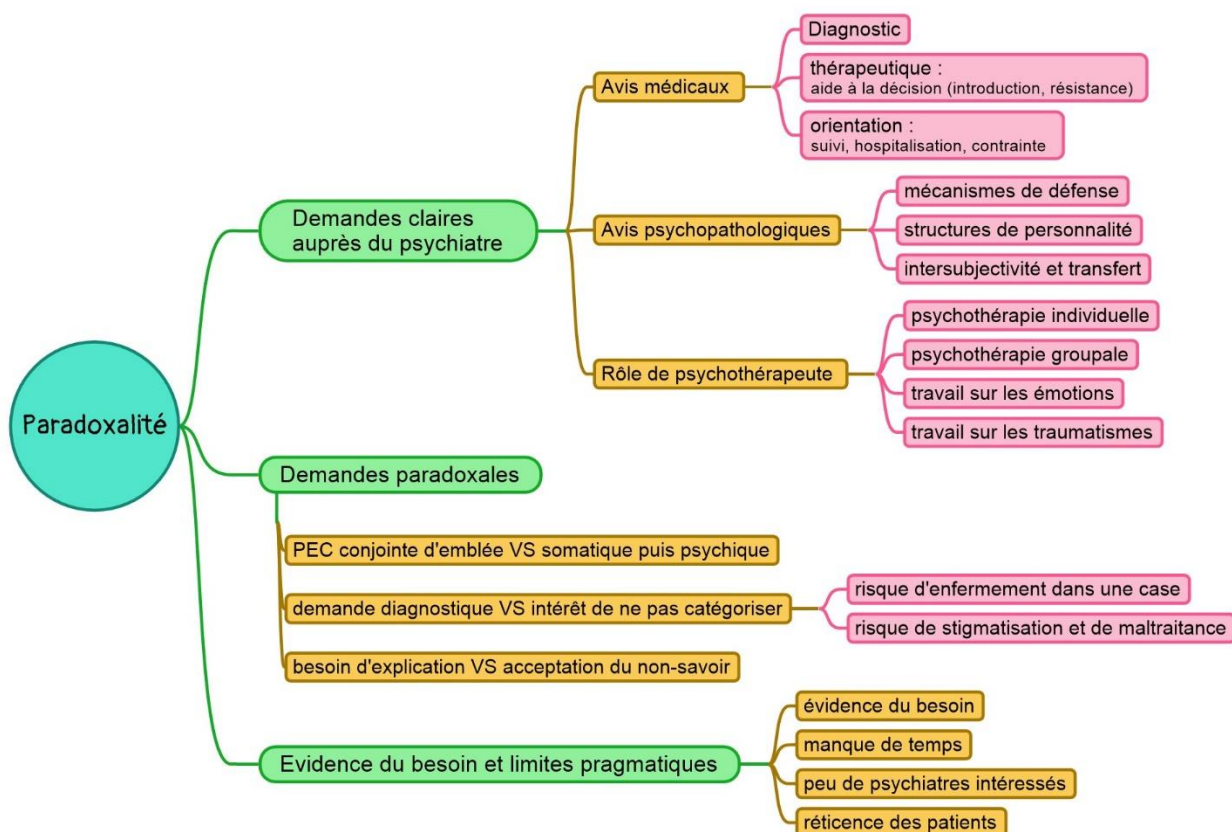 Paradoxalité
Demandes claires
auprès du psychiatre
Avis médicaux
Diagnostic
thérapeutique :
aide à la décision (introduction, résistance)
orientation :
suivi, hospitalisation, contrainte
Avis psychopathologiques
mécanismes de défense
structures de personnalité
intersubjectivité et transfert
Rôle de psychothérapeute
psychothérapie individuelle
psychothérapie groupale
travail sur les émotions
travail sur les traumatismes
Demandes paradoxales
PEC conjointe d'emblée VS somatique puis psychique
demande diagnostique VS intérêt de ne pas catégoriser
risque d'enfermement dans une case
risque de stigmatisation et de maltraitance
besoin d'explication VS acceptation du non-savoir
Evidence du besoin et limites pragmatiques
évidence du besoin
manque de temps
peu de psychiatres intéressés
réticence des patients